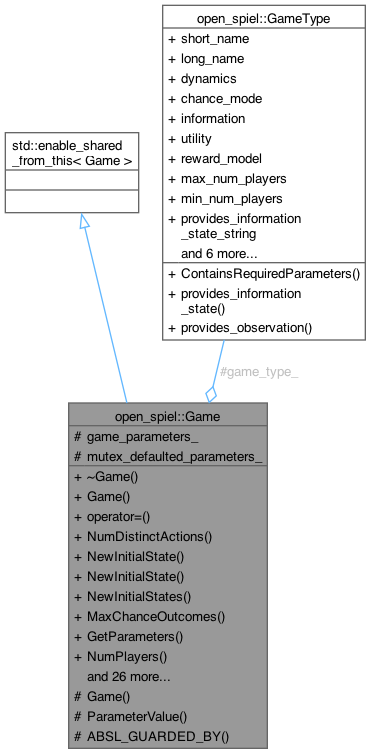 open_spiel::GameType
+ short_name
+ long_name
+ dynamics
+ chance_mode
+ information
+ utility
+ reward_model
+ max_num_players
+ min_num_players
+ provides_information
_state_string
and 6 more...
+ ContainsRequiredParameters()
+ provides_information
_state()
+ provides_observation()
std::enable_shared
_from_this< Game >
#game_type_
open_spiel::Game
# game_parameters_
# mutex_defaulted_parameters_
+ ~Game()
+ Game()
+ operator=()
+ NumDistinctActions()
+ NewInitialState()
+ NewInitialState()
+ NewInitialStates()
+ MaxChanceOutcomes()
+ GetParameters()
+ NumPlayers()
and 26 more...
# Game()
# ParameterValue()
# ABSL_GUARDED_BY()